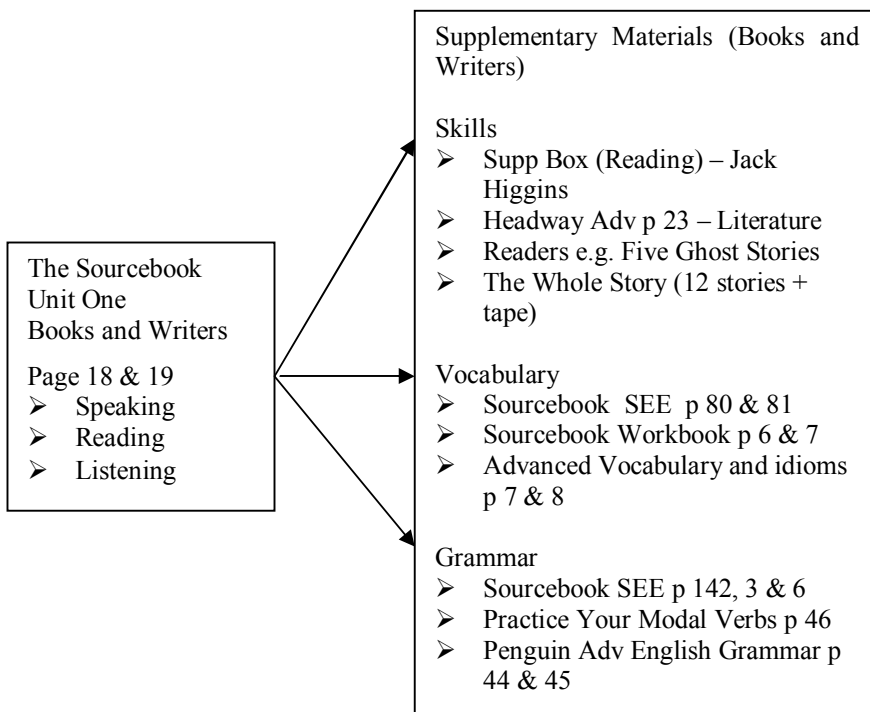 The Sourcebook
Unit One
Books and Writers
Page 18 & 19
➢ Speaking
➢ Reading
➢ Listening
Supplementary Materials (Books and
Writers)
Skills
➢ Supp Box (Reading) – Jack
Higgins
➢ Headway Adv p 23 – Literature
➢ Readers e.g. Five Ghost Stories
➢ The Whole Story (12 stories +
tape)
Vocabulary
➢ Sourcebook SEE p 80 & 81
➢ Sourcebook Workbook p 6 & 7
➢ Advanced Vocabulary and idioms
p 7 & 8
Grammar
➢ Sourcebook SEE p 142, 3 & 6
➢ Practice Your Modal Verbs p 46
➢ Penguin Adv English Grammar p
44 & 45